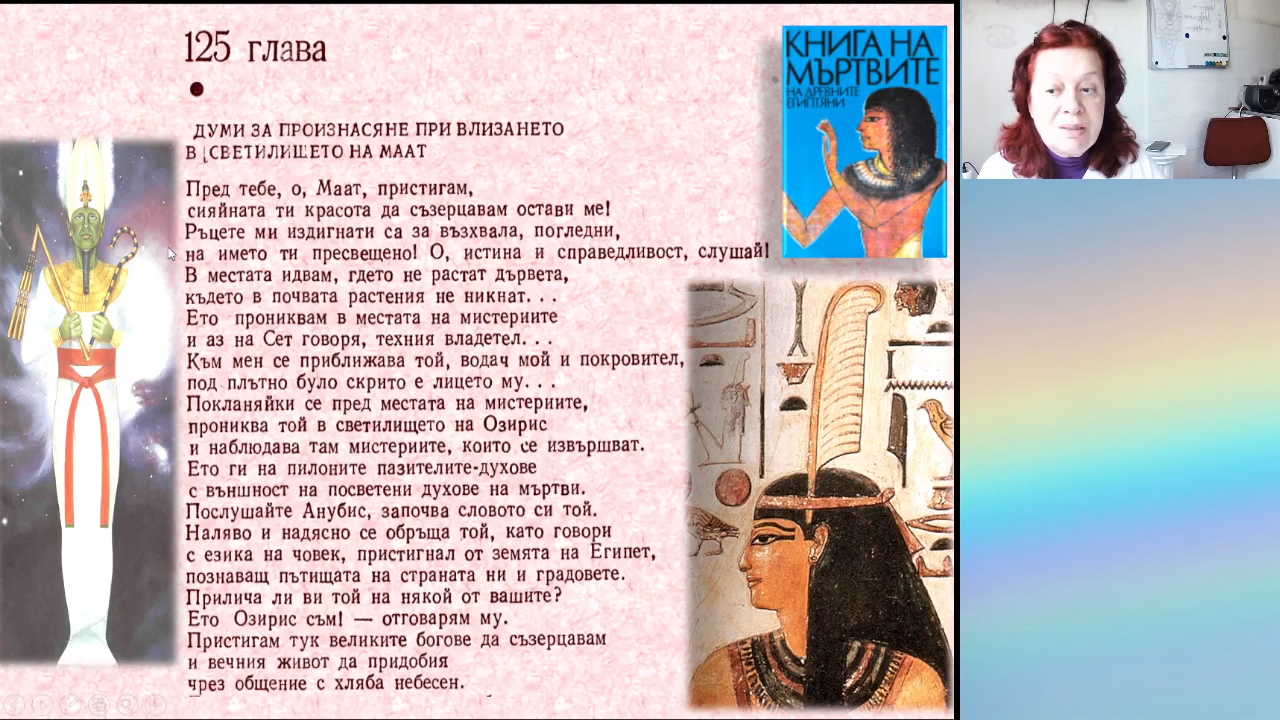 125 глава
ДУМИ ЗА ПРОИЗНАСЯНЕ ПРИ ВЛИЗАНЕТО
В СВЕТИЛИЩЕТО НА МААТ
Пред тебе, о, Маат, пристигам,
сияйната ти красота да съзерцавам остави ме!
Ръцете ми издигнати са за възхвала, погледни,
на името ти пресвещено! О, истина и справедливост, слушай!
В местата идвам, гдето не растат дървета,
където в почвата растения не никнат. . .
Ето прониквам в местата на мистериите
и аз на Сет говоря, техния владетел. . .
Към мен се приближава той, водач мой и покровител,
под плътно було скрито е лицето му. . .
Покланяйки се пред местата на мистериите,
прониква той в светилището на Озирис
и наблюдава там мистериите, които се извършват.
Ето ги на пилоните пазителите-духове
с външност на посветени духове на мъртви.
Послушайте Анубис, започва словото си той.
Наляво и надясно се обръща той, като говори
с езика на човек, пристигнал от земята на Египет,
познаващ пътищата на страната ни и градовете.
Прилича ли ви той на някой от вашите?
Ето Озирис съм! — отговарям му.
Пристигам тук великите богове да съзерцавам
и вечния живот да придобия
чрез общение с хляба небесен.
КНИГА НА
МЪРТВИТЕ
НА ДРЕВНИТЕ
ЕГИПТЯНИ